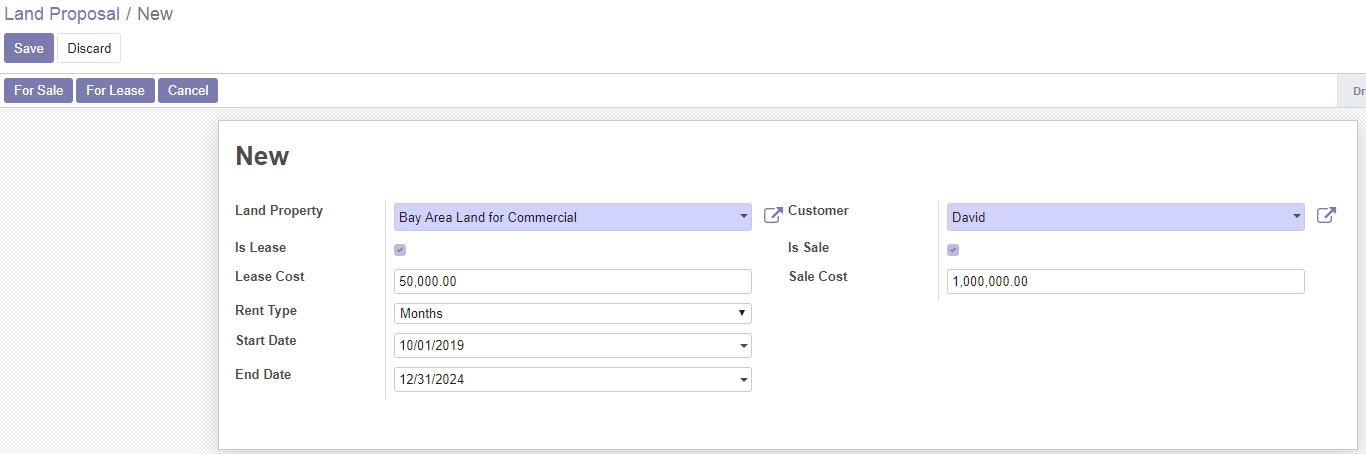 Land Proposal / New
Save Discard
For Sale For Lease Cancel
Dr
New
Land Property Bay Area Land for Commercial Customer David
Is Lease Is Sale
Lease Cost 50,000.00 Sale Cost 1,000,000.00
Rent Type Months
Start Date 10/01/2019
End Date 12/31/2024